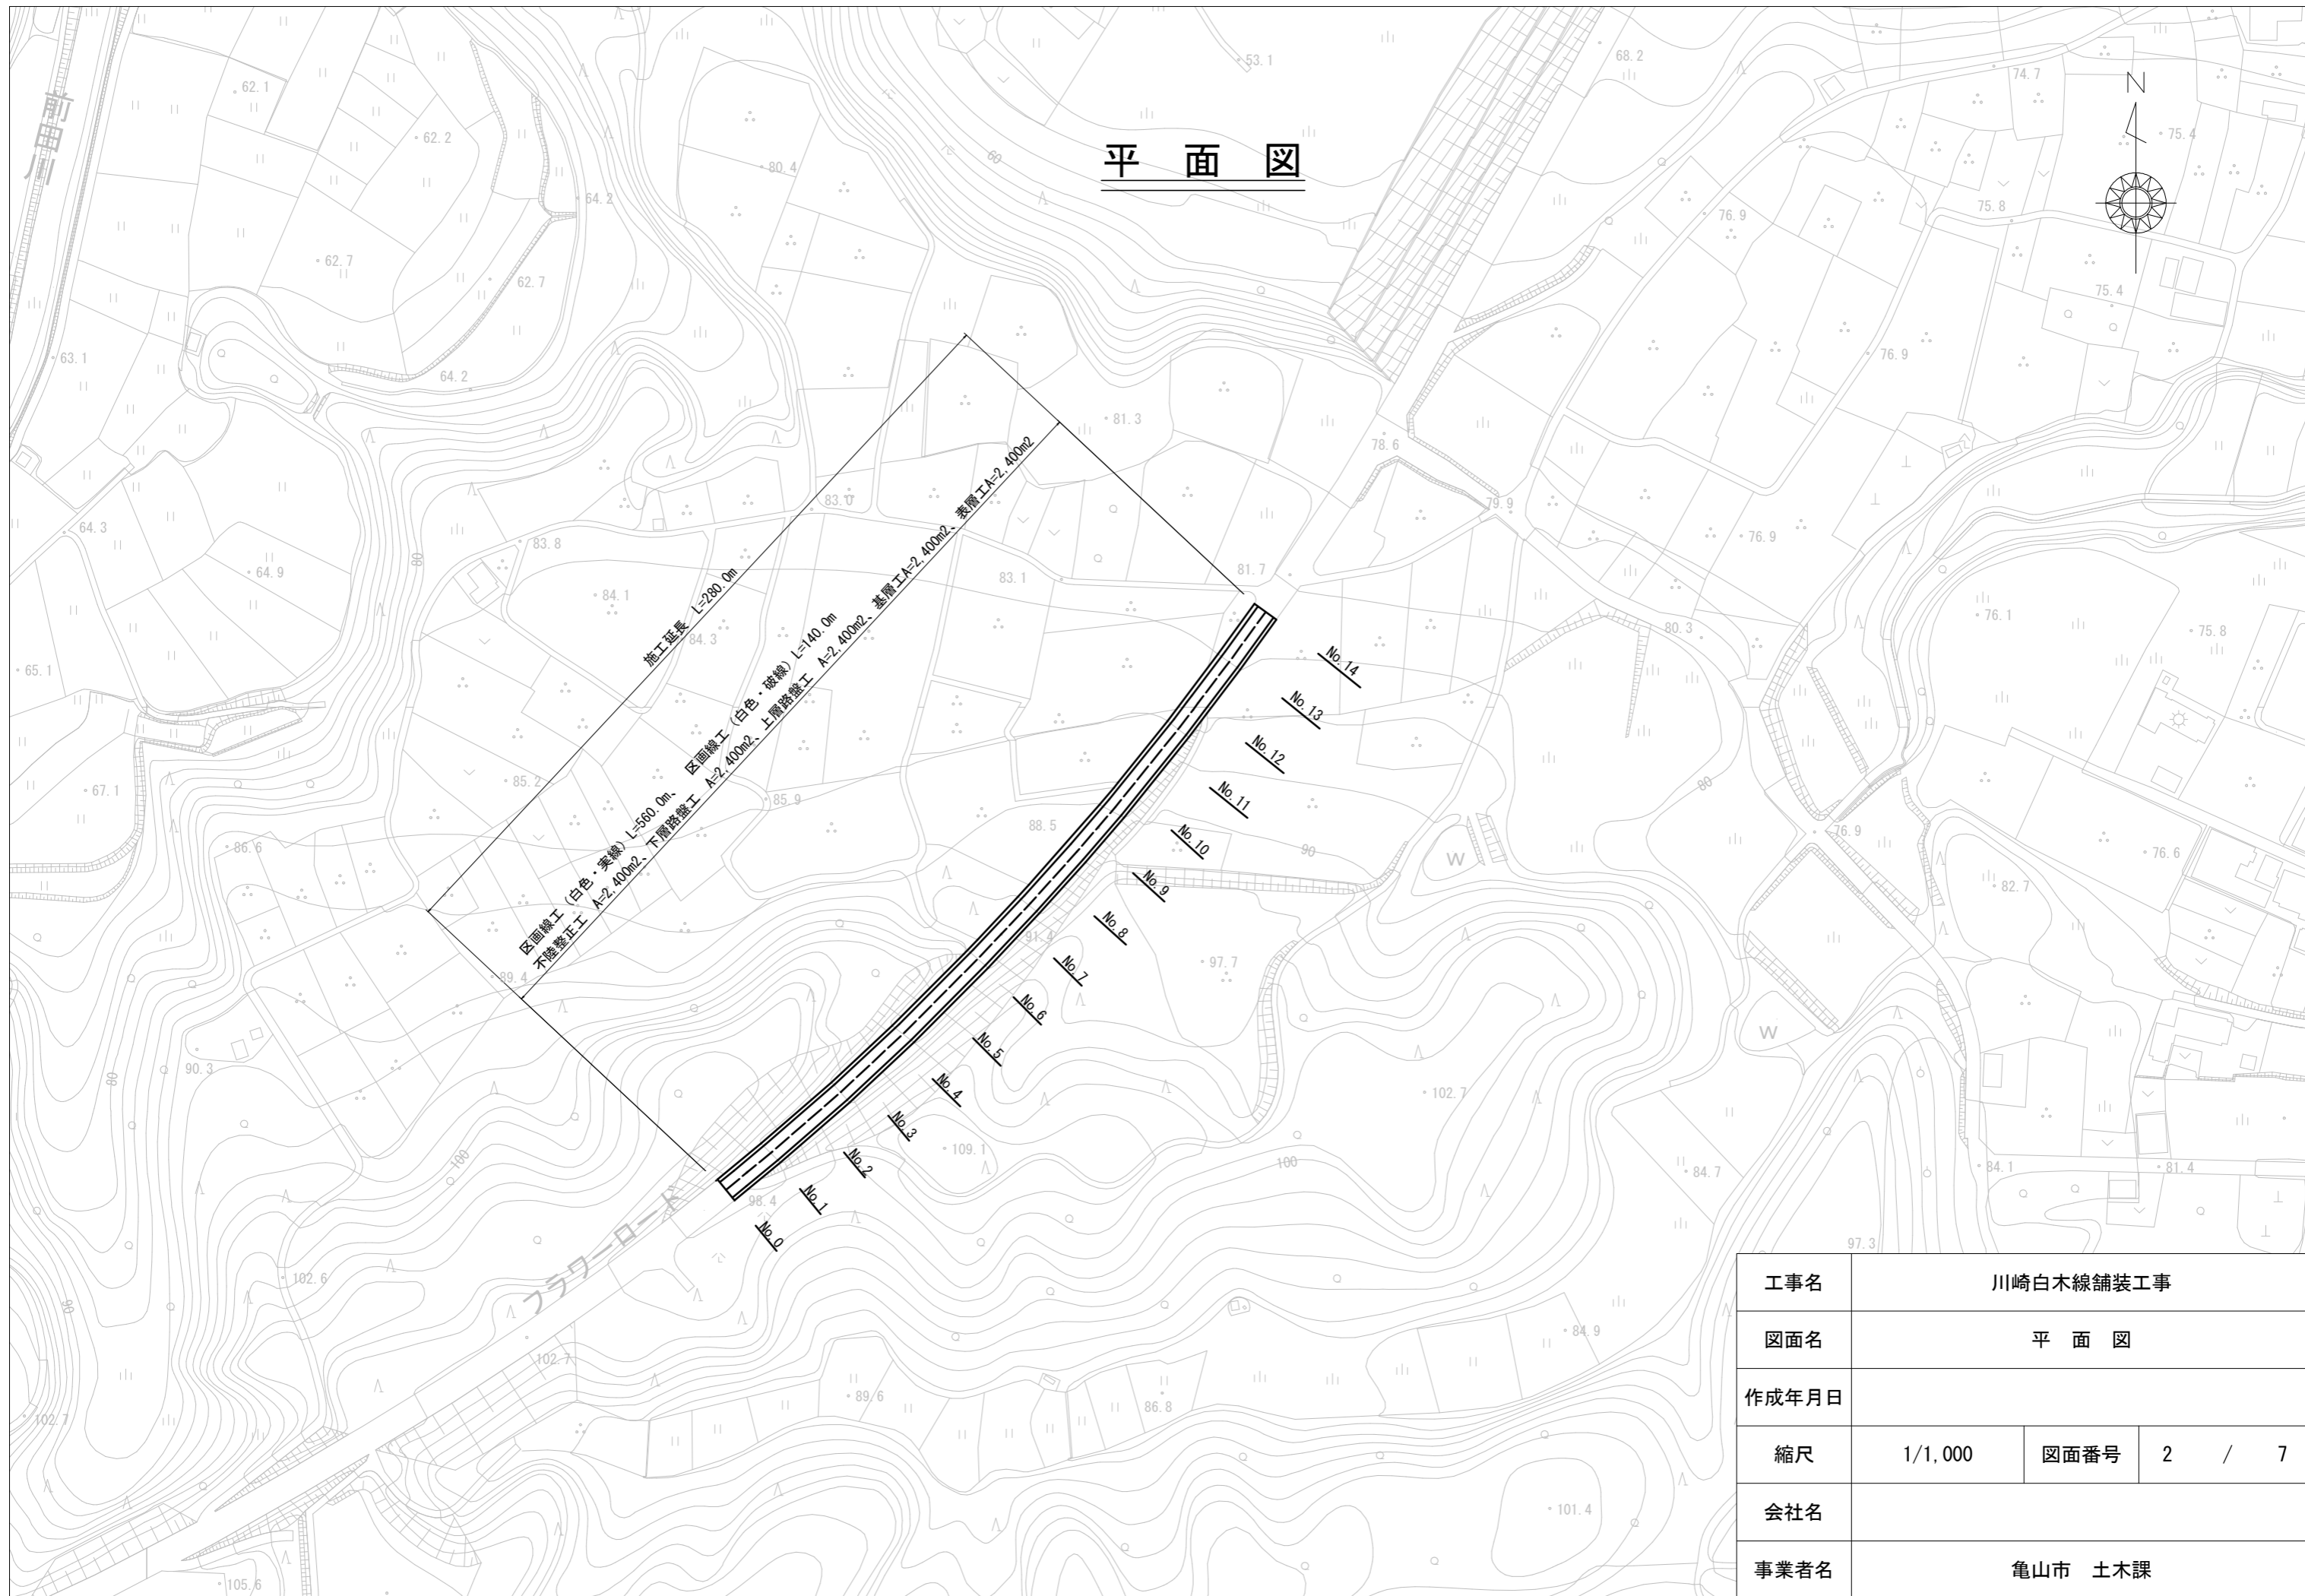 平 面 図
N
前田川
フラワーロード
施工延長 L=280.0m
区画線工（白色・実線）L=560.0m、 区画線工（白色・破線）L=140.0m
不陸整正工 A=2,400m2、下層路盤工 A=2,400m2、上層路盤工 A=2,400m2、基層工A=2,400m2、表層工A=2,400m2
No.14
No.13
No.12
No.11
No.10
No.9
No.8
No.7
No.6
No.5
No.4
No.3
No.2
No.1
No.0
53.1
68.2
74.7
62.1
62.2
80.4
75.4
64.2
76.9
75.8
62.7
62.7
75.4
63.1
64.2
76.9
81.3
78.6
83.0
79.9
64.3
83.8
76.9
64.9
84.1
83.1
81.7
76.1
84.3
80.3
75.8
65.1
85.2
85.9
67.1
88.5
86.6
76.9
76.6
82.7
91.4
97.7
89.4
90.3
102.7
109.1
84.7
84.1
81.4
98.4
97.3
102.6
102.7
84.9
89.6
86.8
102.7
101.4
105.6
60
80
90
80
80
100
100
90
W
W
工事名 川崎白木線舗装工事
図面名 平 面 図
作成年月日
縮尺 1/1,000 図面番号 2 / 7
会社名
事業者名 亀山市 土木課